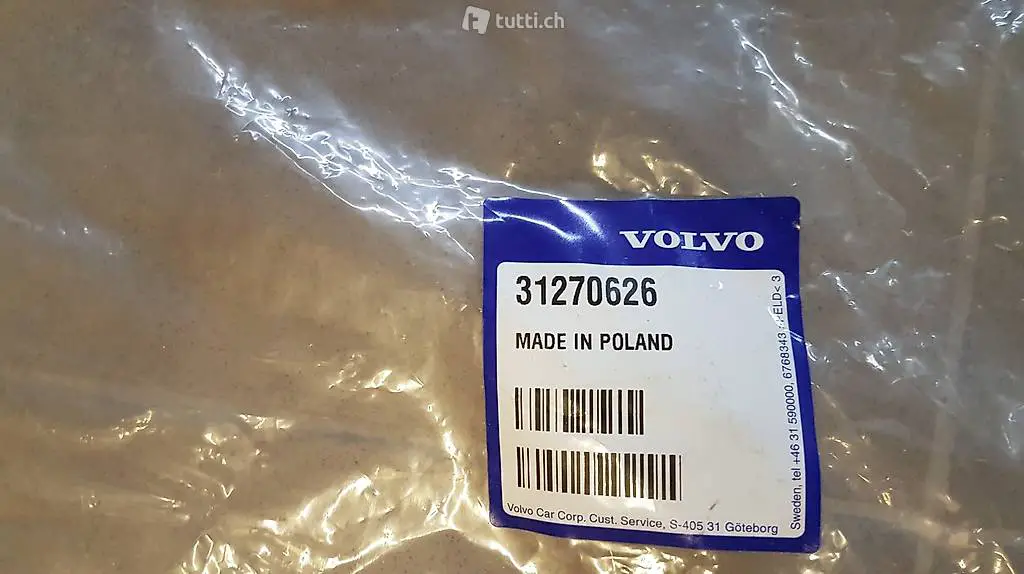 tutti.ch
VOLVO
31270626
MADE IN POLAND
Volvo Car Corp. Cust. Service, S-405 31 Göteborg
Sweden, tel +46 31 590000, 6768343 3